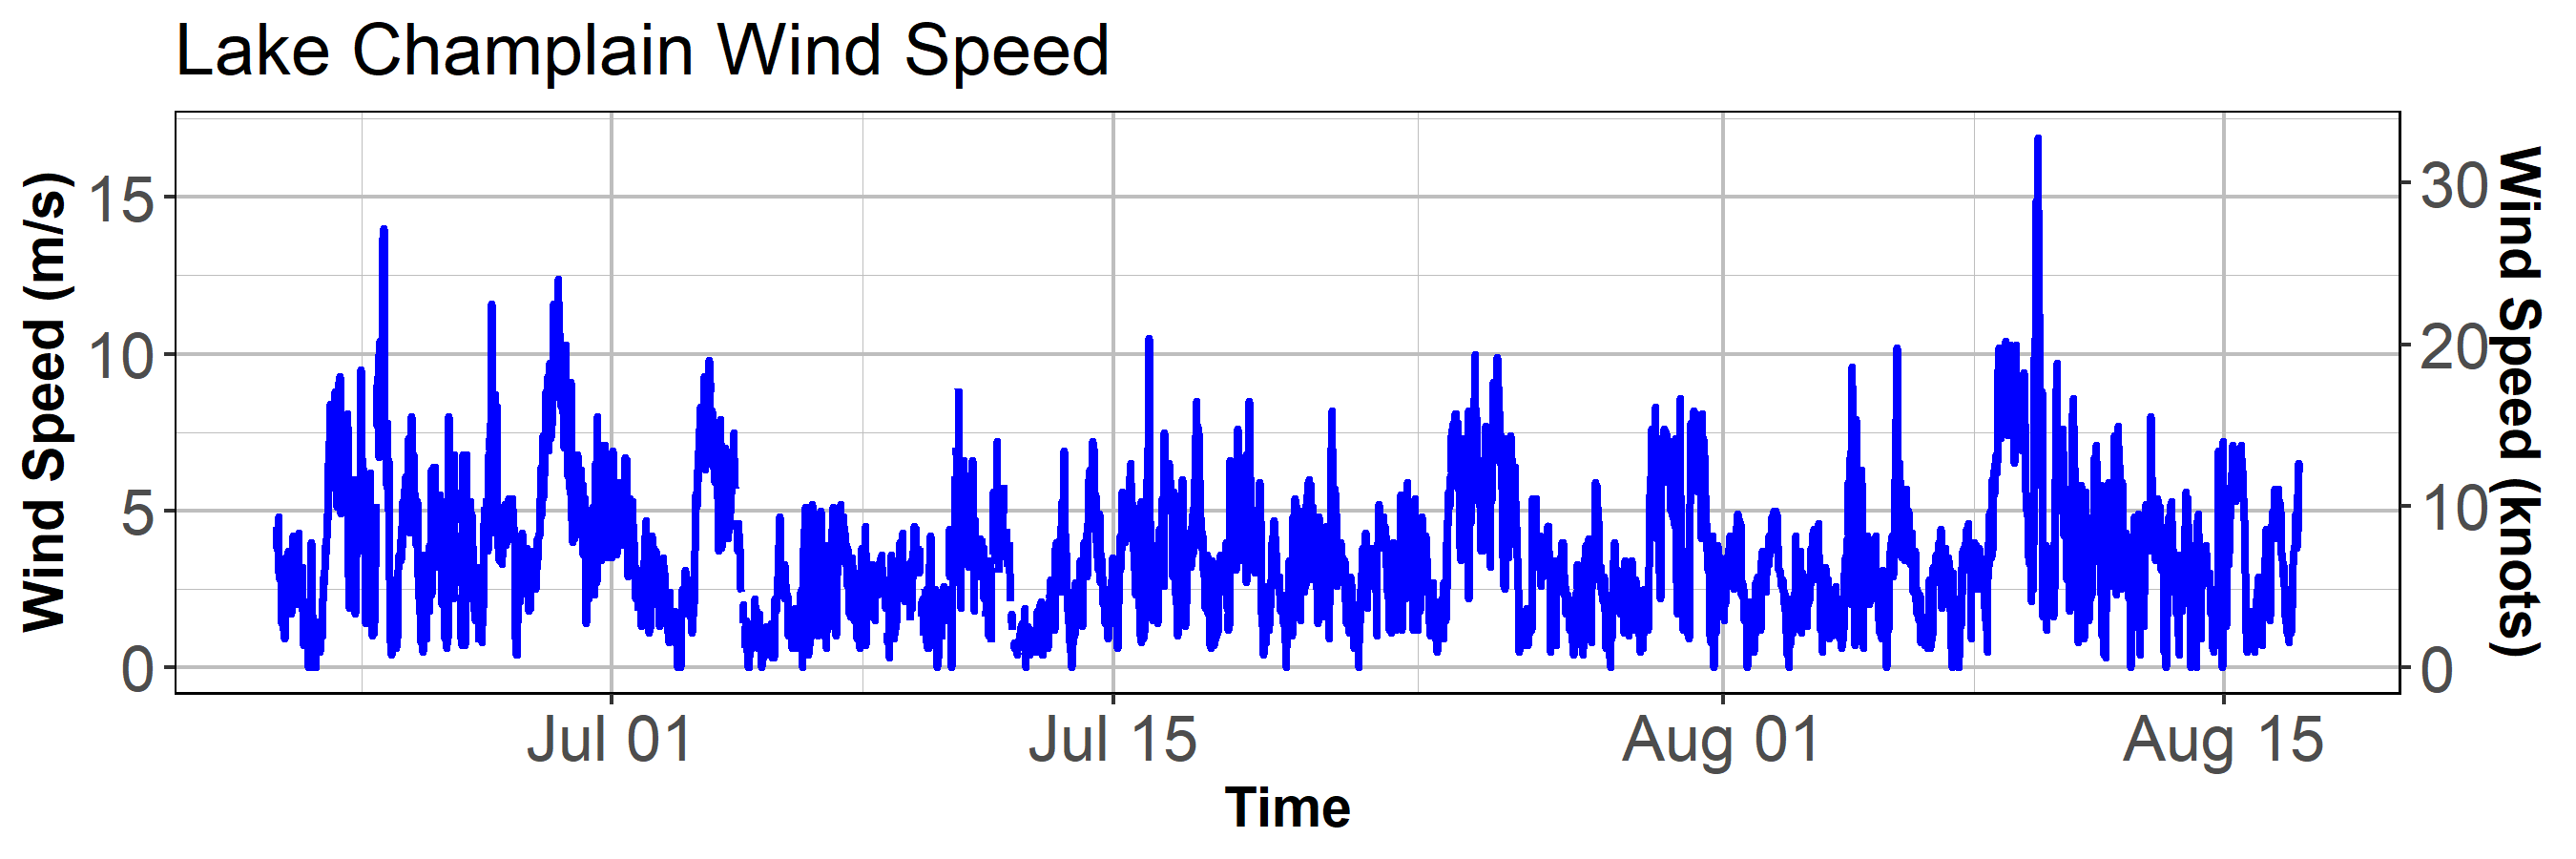 Lake Champlain Wind Speed
Wind Speed (m/s)
15
10
5
0
30
20
10
0
Wind Speed (knots)
Jul 01
Jul 15
Aug 01
Aug 15
Time